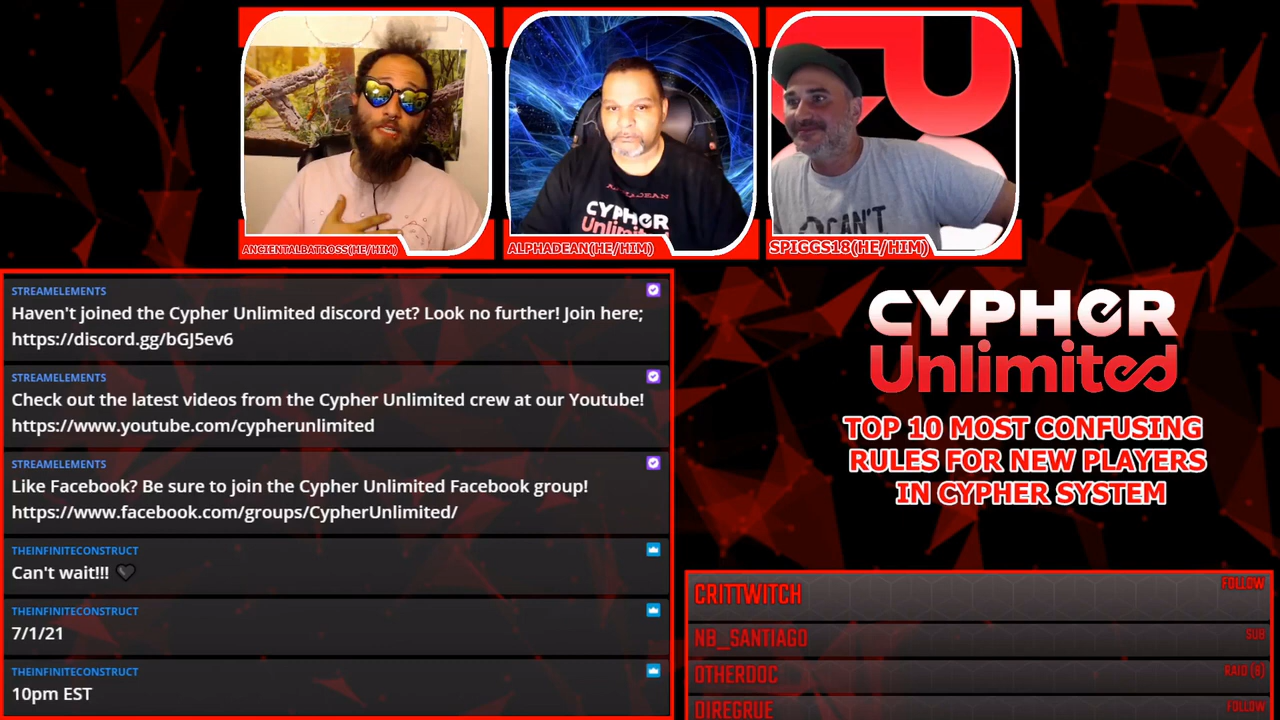 ANCIENTALBATROSS(HE/HIM)
ALPHADEAN(HE/HIM)
SPIGGS18(HE/HIM)
ALPHADEAN
CYPHER
Unlimited
CAN'T
STREAMELEMENTS
Haven't joined the Cypher Unlimited discord yet? Look no further! Join here;
https://discord.gg/bGJ5ev6
STREAMELEMENTS
Check out the latest videos from the Cypher Unlimited crew at our Youtube!
https://www.youtube.com/cypherunlimited
STREAMELEMENTS
Like Facebook? Be sure to join the Cypher Unlimited Facebook group!
https://www.facebook.com/groups/CypherUnlimited/
THEINFINITECONSTRUCT
Can't wait!!! 🖤
THEINFINITECONSTRUCT
7/1/21
THEINFINITECONSTRUCT
10pm EST
CYPHER
Unlimited
TOP 10 MOST CONFUSING
RULES FOR NEW PLAYERS
IN CYPHER SYSTEM
CRITTWITCH FOLLOW
NB_SANTIAGO SUB
OTHERDOC RAID (8)
DIREGRUE FOLLOW